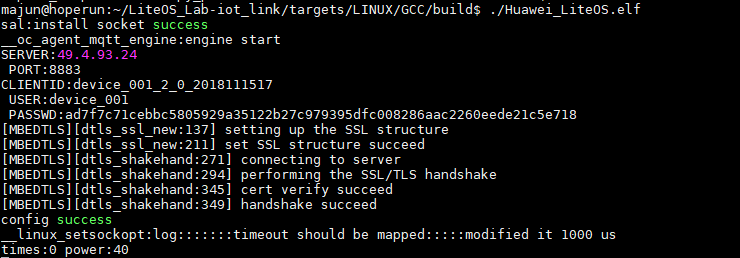 majun@hoperun:~/LiteOS_Lab-iot_link/targets/LINUX/GCC/build$ ./Huawei_LiteOS.elf
sal:install socket success
__oc_agent_mqtt_engine:engine start
SERVER:49.4.93.24
 PORT:8883
CLIENTID:device_001_2_0_2018111517
 USER:device_001
 PASSWD:ad7f7c71cebbc5805929a35122b27c979395dfc008286aac2260eede21c5e718
[MBEDTLS][dtls_ssl_new:137] setting up the SSL structure
[MBEDTLS][dtls_ssl_new:211] set SSL structure succeed
[MBEDTLS][dtls_shakehand:271] connecting to server
[MBEDTLS][dtls_shakehand:294] performing the SSL/TLS handshake
[MBEDTLS][dtls_shakehand:345] cert verify succeed
[MBEDTLS][dtls_shakehand:349] handshake succeed
config success
__linux_setsockopt:log:::::::timeout should be mapped:::::modified it 1000 us
times:0 power:40